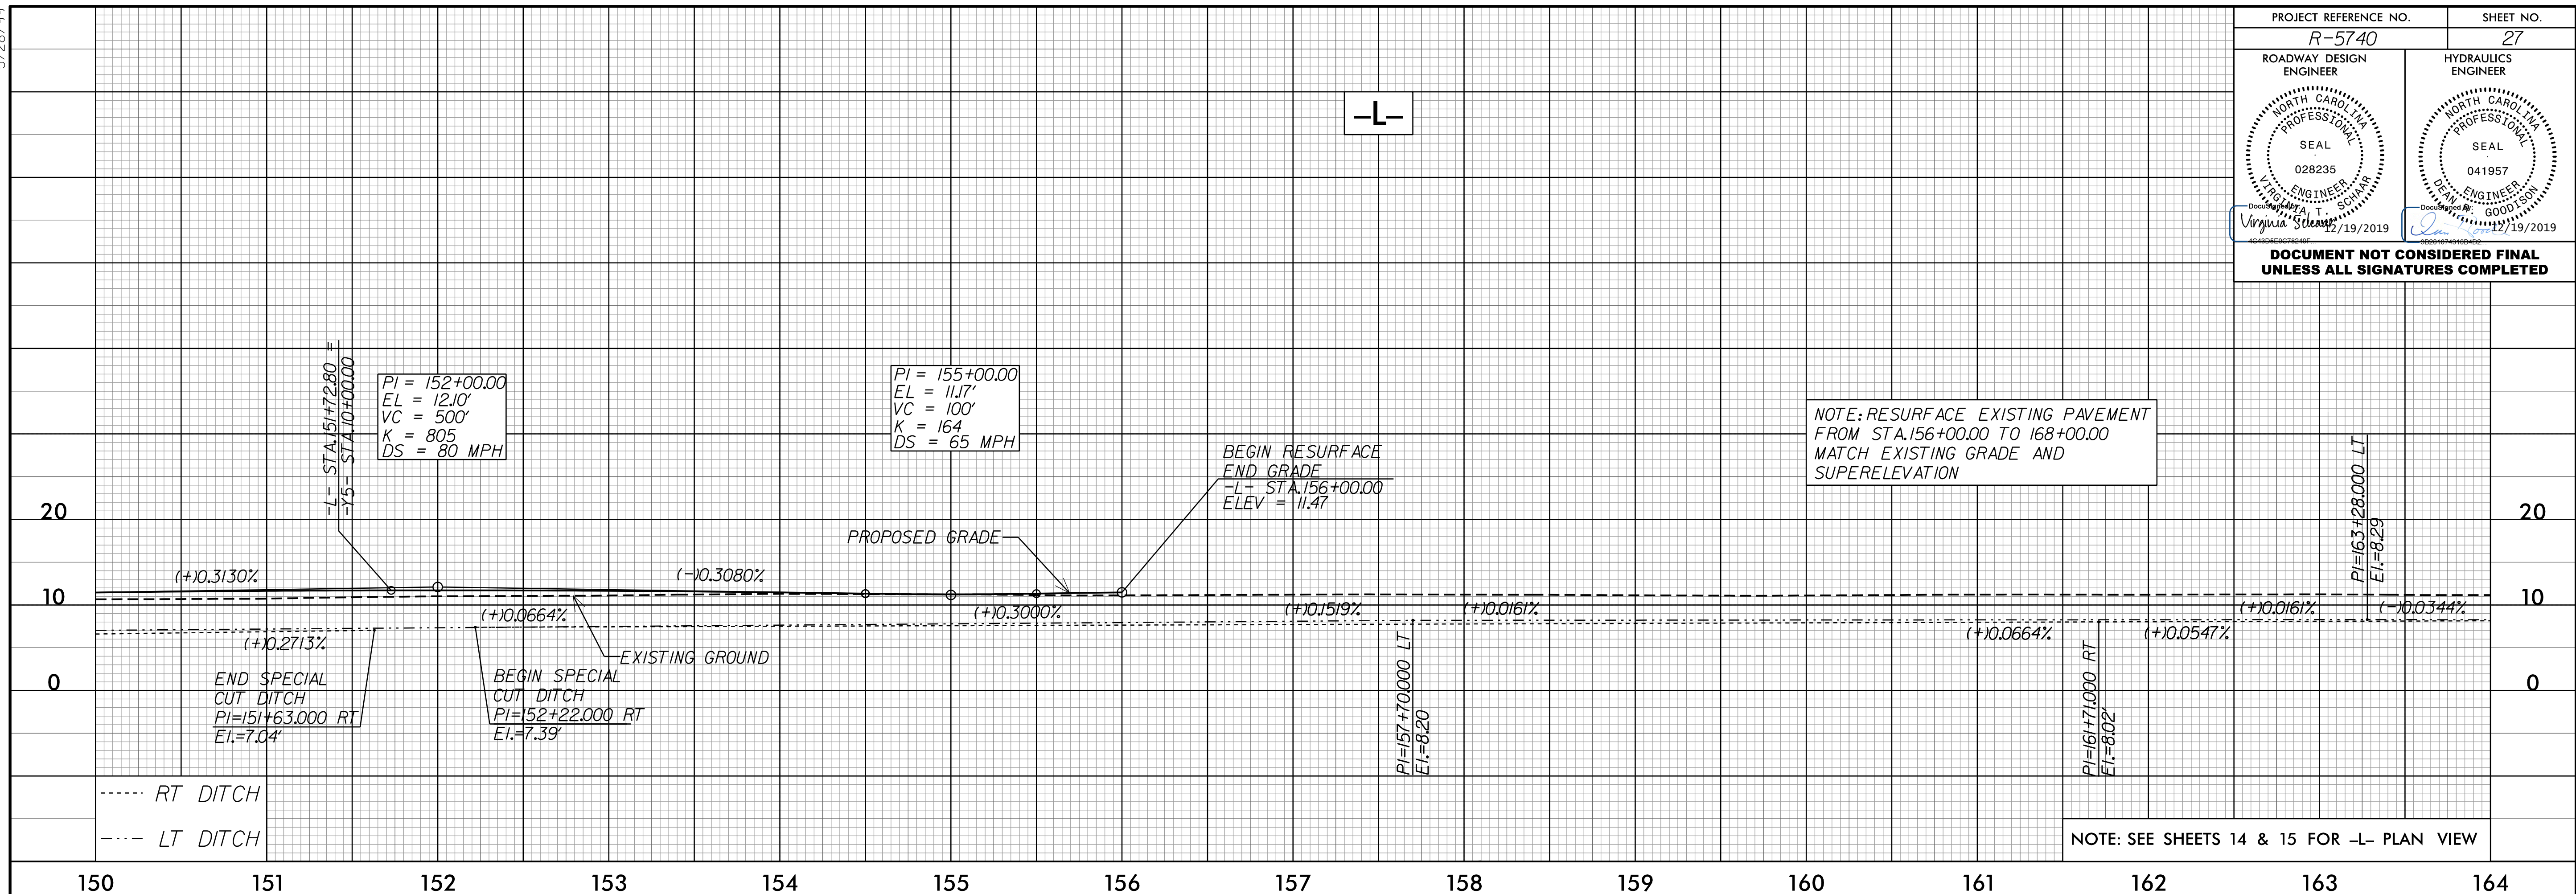 PROJECT REFERENCE NO.
SHEET NO.
R-5740
27
ROADWAY DESIGN
ENGINEER
HYDRAULICS
ENGINEER
NORTH CAROLINA
PROFESSIONAL
SEAL
028235
ENGINEER
VIRGINIA T. SCHAAR
NORTH CAROLINA
PROFESSIONAL
SEAL
041957
ENGINEER
DEAN R. GOODISON
DocuSigned by:
12/19/2019
DocuSigned by:
12/19/2019
DOCUMENT NOT CONSIDERED FINAL
UNLESS ALL SIGNATURES COMPLETED
-L-
-L- STA.151+72.80 =
-Y5- STA.10+00.00
PI = 152+00.00
EL = 12.10'
VC = 500'
K = 805
DS = 80 MPH
PI = 155+00.00
EL = 11.17'
VC = 100'
K = 164
DS = 65 MPH
BEGIN RESURFACE
END GRADE
-L- STA.156+00.00
ELEV = 11.47
NOTE: RESURFACE EXISTING PAVEMENT
FROM STA.156+00.00 TO 168+00.00
MATCH EXISTING GRADE AND
SUPERELEVATION
PI=163+28.000 LT
El.=8.29
20
20
PROPOSED GRADE
(+)0.3130%
(-)0.3080%
10
10
(+)0.0664%
(+)0.3000%
(+)0.1519%
(+)0.0161%
(+)0.0161%
(-)0.0344%
(+)0.2713%
(+)0.0664%
(+)0.0547%
EXISTING GROUND
0
0
END SPECIAL
CUT DITCH
PI=151+63.000 RT
El.=7.04'
BEGIN SPECIAL
CUT DITCH
PI=152+22.000 RT
El.=7.39'
PI=157+70.000 LT
El.=8.20
PI=161+71.000 RT
El.=8.02'
RT DITCH
LT DITCH
NOTE: SEE SHEETS 14 & 15 FOR -L- PLAN VIEW
150 151 152 153 154 155 156 157 158 159 160 161 162 163 164